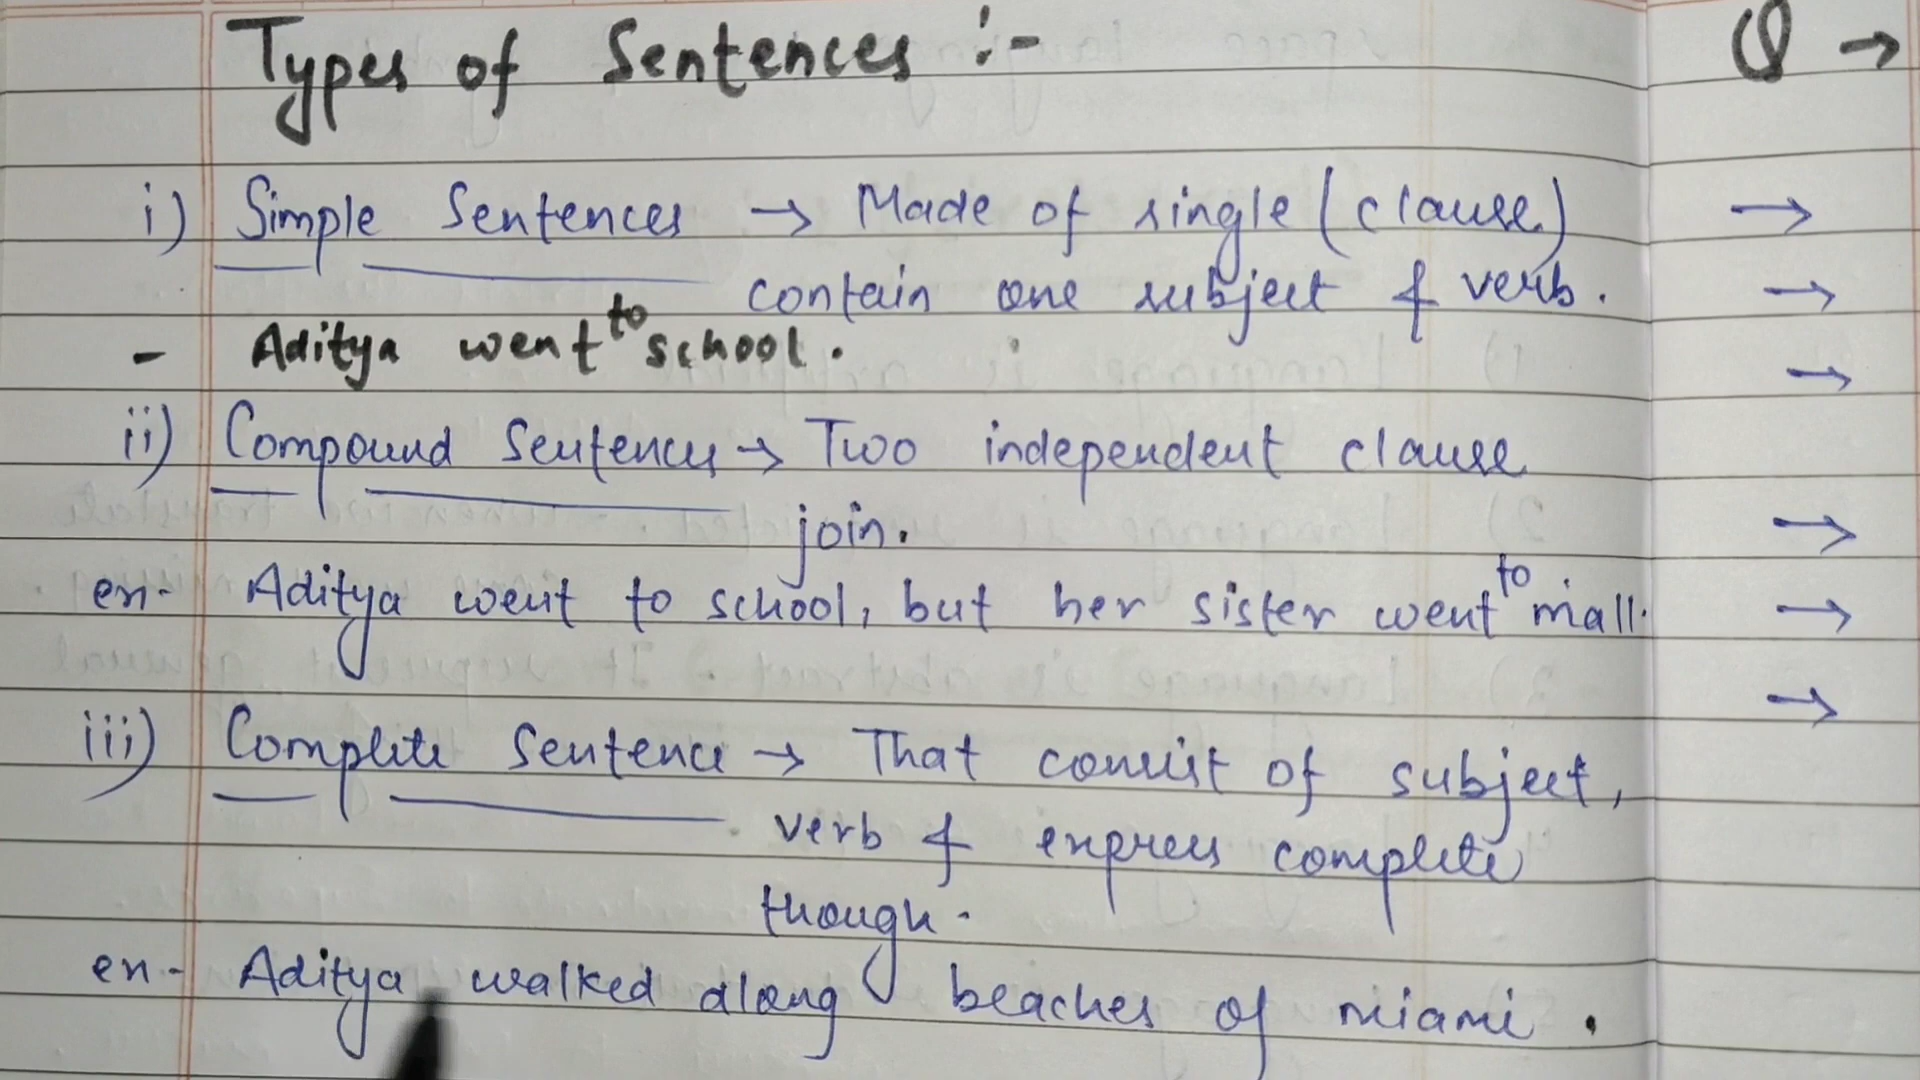 Types of Sentences :-
i) Simple Sentences → Made of single (clause)
contain one subject & verb.
- Aditya went to school.
ii) Compound Sentences → Two independent clause
join.
ex- Aditya went to school, but her sister went to mall.
iii) Complete Sentence → That consist of subject,
verb & express complete
though.
ex- Aditya walked along beaches of miami.
Q →
→
→
→
→
→
→